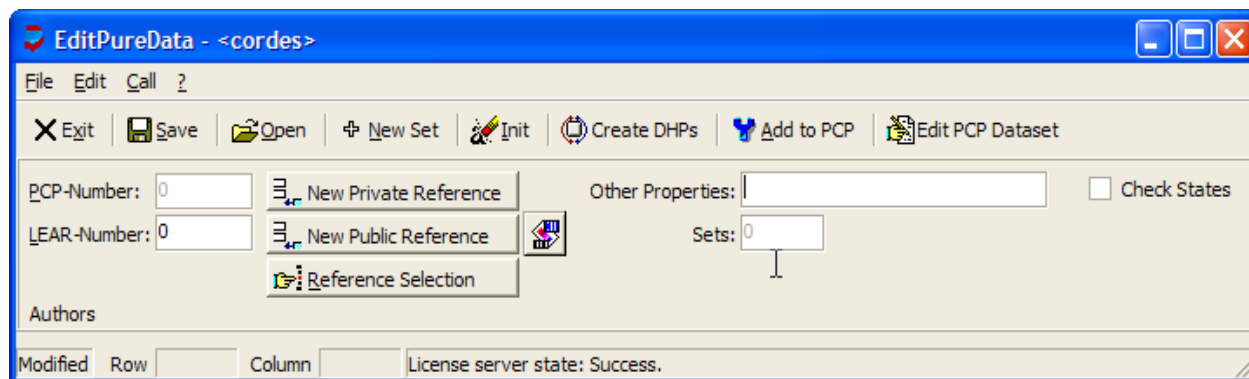 EditPureData - <cordes>
File Edit Call ?
Exit Save Open New Set Init Create DHPs Add to PCP Edit PCP Dataset
PCP-Number: 0 New Private Reference Other Properties: Check States
LEAR-Number: 0 New Public Reference Sets: 0
Reference Selection
Authors
Modified Row Column License server state: Success.